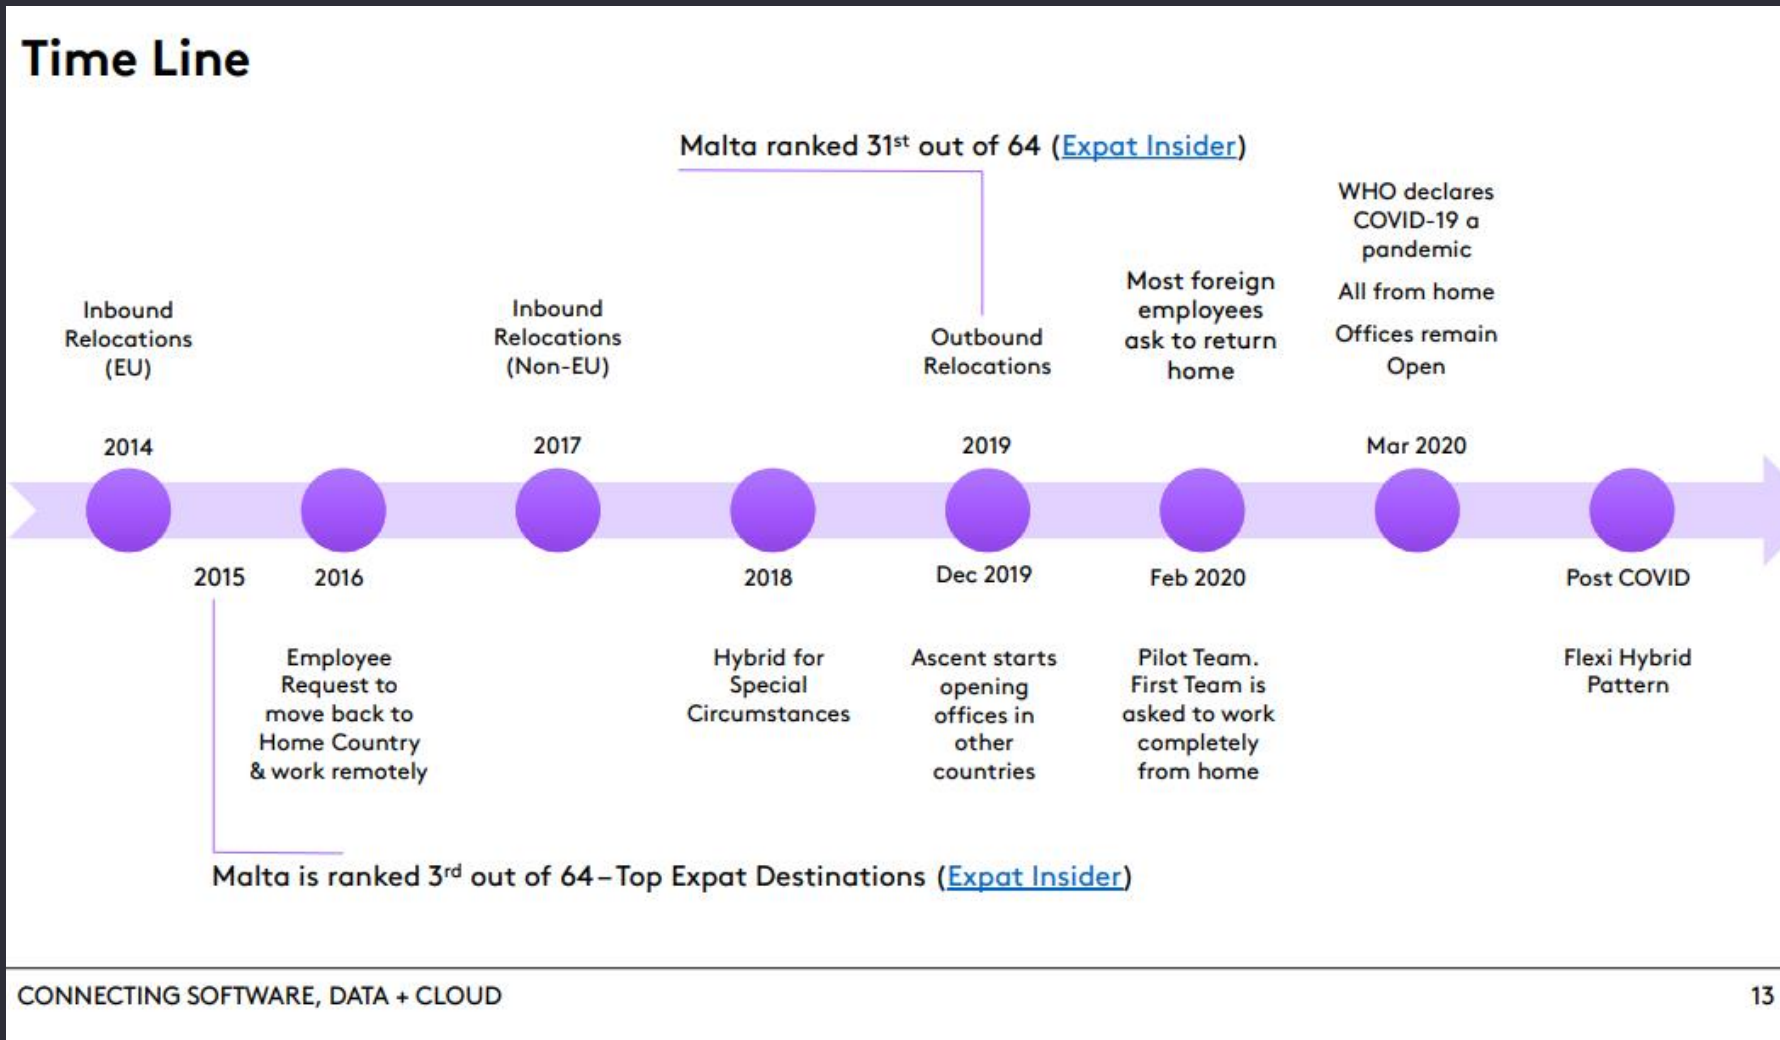 Time Line
Malta ranked 31st out of 64 (Expat Insider)
Inbound
Relocations
(EU)
2014
2015
Malta is ranked 3rd out of 64 – Top Expat Destinations (Expat Insider)
2016
Employee
Request to
move back to
Home Country
& work remotely
Inbound
Relocations
(Non-EU)
2017
2018
Hybrid for
Special
Circumstances
Outbound
Relocations
2019
Dec 2019
Ascent starts
opening
offices in
other
countries
Most foreign
employees
ask to return
home
Feb 2020
Pilot Team.
First Team is
asked to work
completely
from home
WHO declares
COVID-19 a
pandemic
All from home
Offices remain
Open
Mar 2020
Post COVID
Flexi Hybrid
Pattern
CONNECTING SOFTWARE, DATA + CLOUD
13